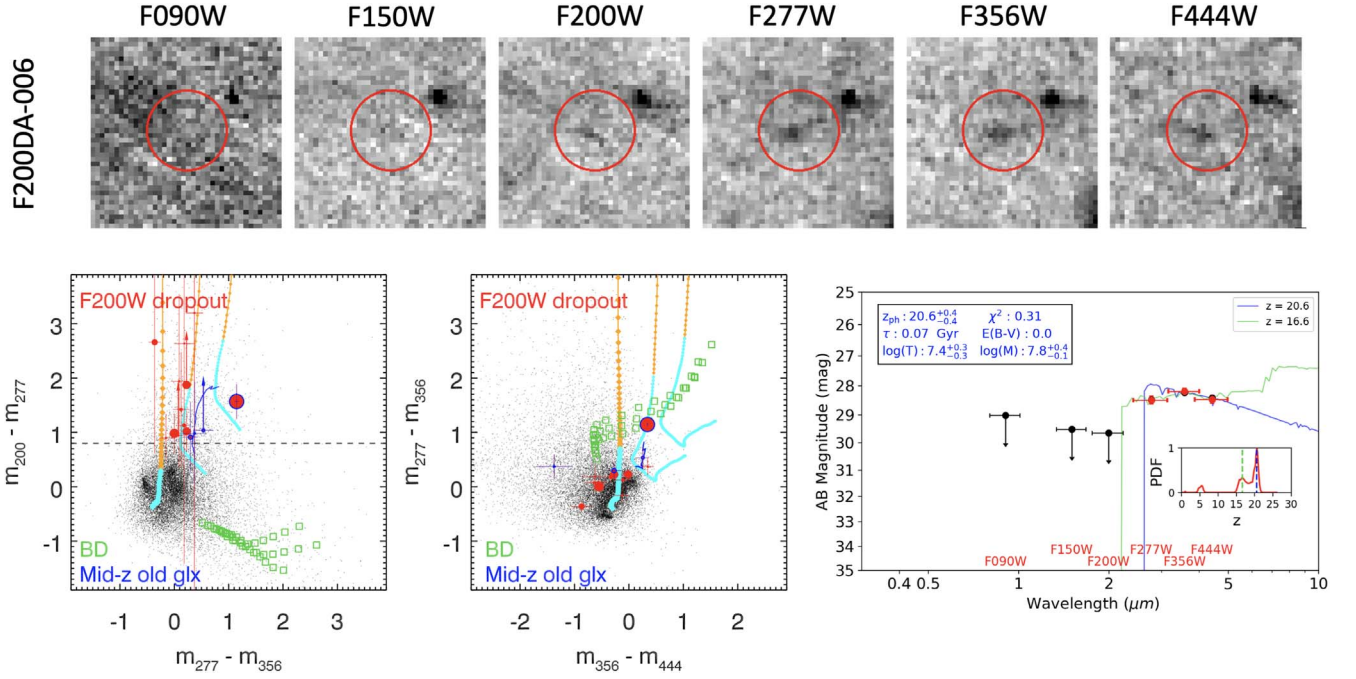 F090W F150W F200W F277W F356W F444W
F200DA-006
F200W dropout
3
2
1
0
-1
m200 - m277
BD
Mid-z old glx
-1 0 1 2 3
m277 - m356
F200W dropout
3
2
1
0
-1
m277 - m356
BD
Mid-z old glx
-2 -1 0 1 2
m356 - m444
25
26
27
28
29
30
31
32
33
34
35
AB Magnitude (mag)
zph : 20.6+0.4-0.4 χ2 : 0.31
τ : 0.07 Gyr E(B-V) : 0.0
log(T) : 7.4+0.3-0.3 log(M) : 7.8+0.4-0.1
z = 20.6
z = 16.6
1
0
PDF
0 5 10 15 20 25 30
z
F090W
F150W
F200W
F277W
F356W
F444W
0.4 0.5 1 2 5 10
Wavelength (μm)